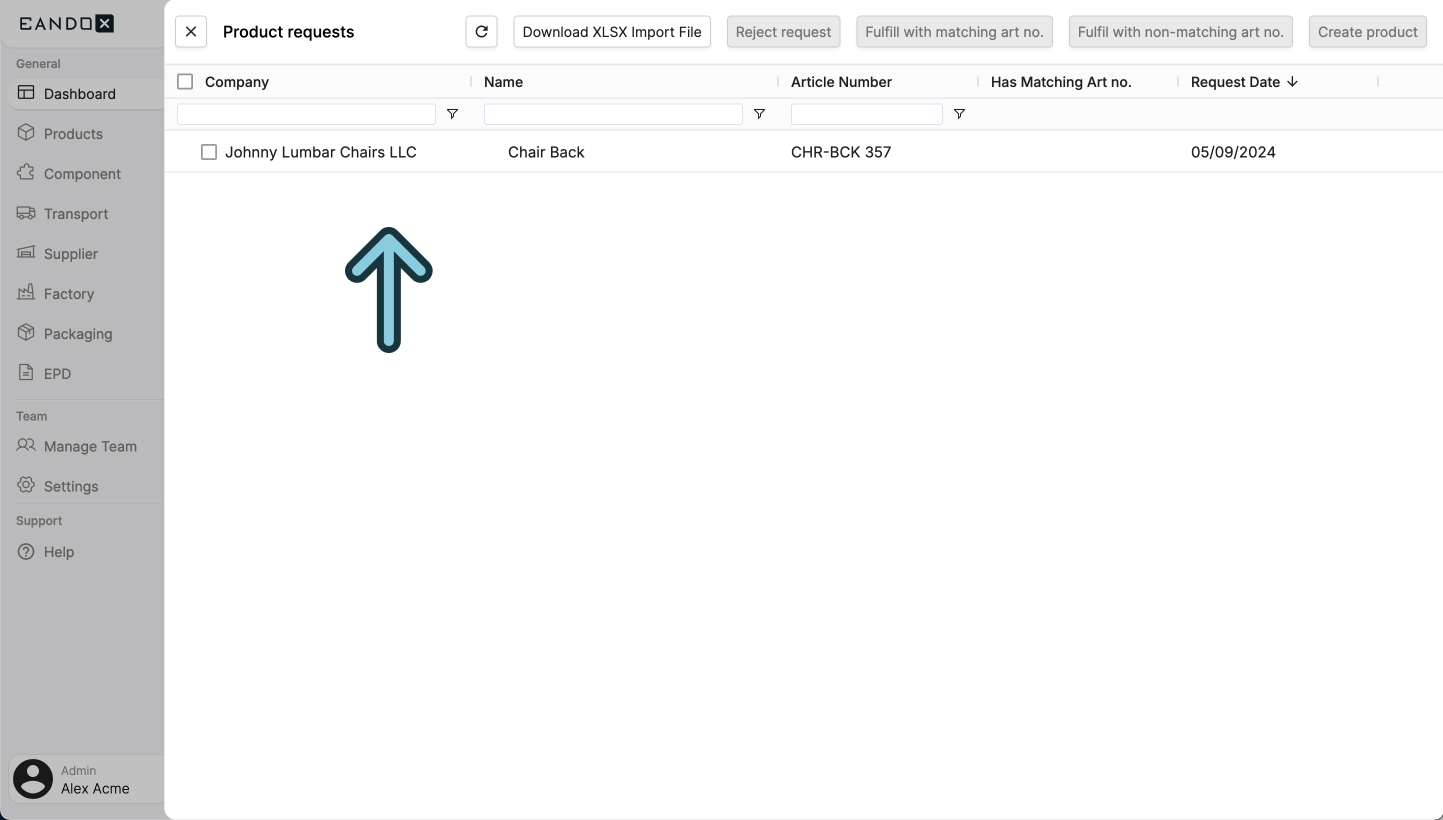 EANDOX
General
Dashboard
Products
Component
Transport
Supplier
Factory
Packaging
EPD
Team
Manage Team
Settings
Support
Help
Admin
Alex Acme
Product requests
Download XLSX Import File
Reject request
Fulfill with matching art no.
Fulfil with non-matching art no.
Create product
Company Name Article Number Has Matching Art no. Request Date
Johnny Lumbar Chairs LLC Chair Back CHR-BCK 357 05/09/2024